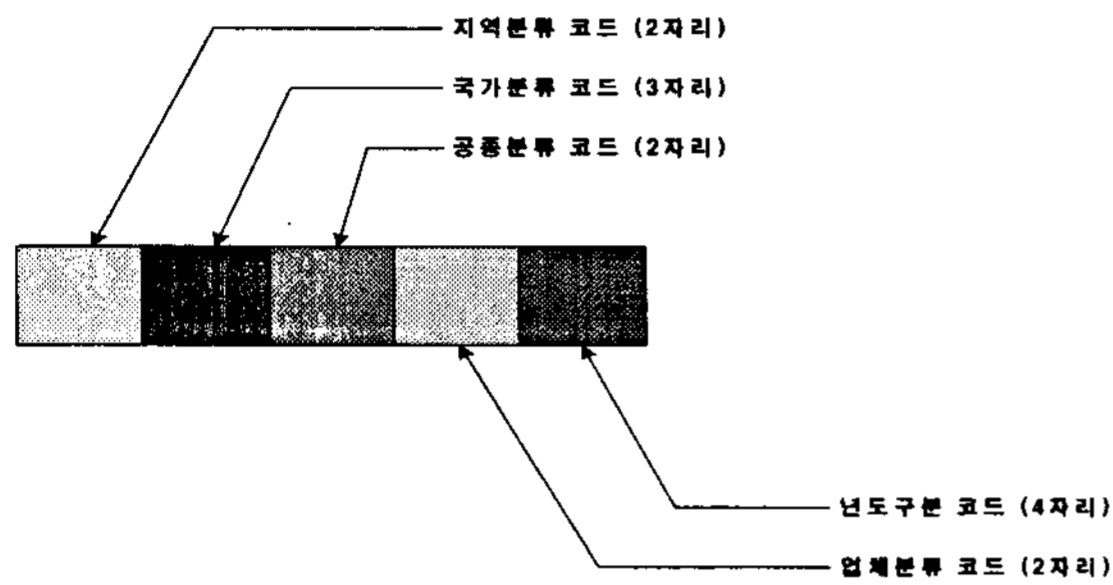 지역분류 코드 (2자리)
국가분류 코드 (3자리)
공종분류 코드 (2자리)
년도구분 코드 (4자리)
업체분류 코드 (2자리)